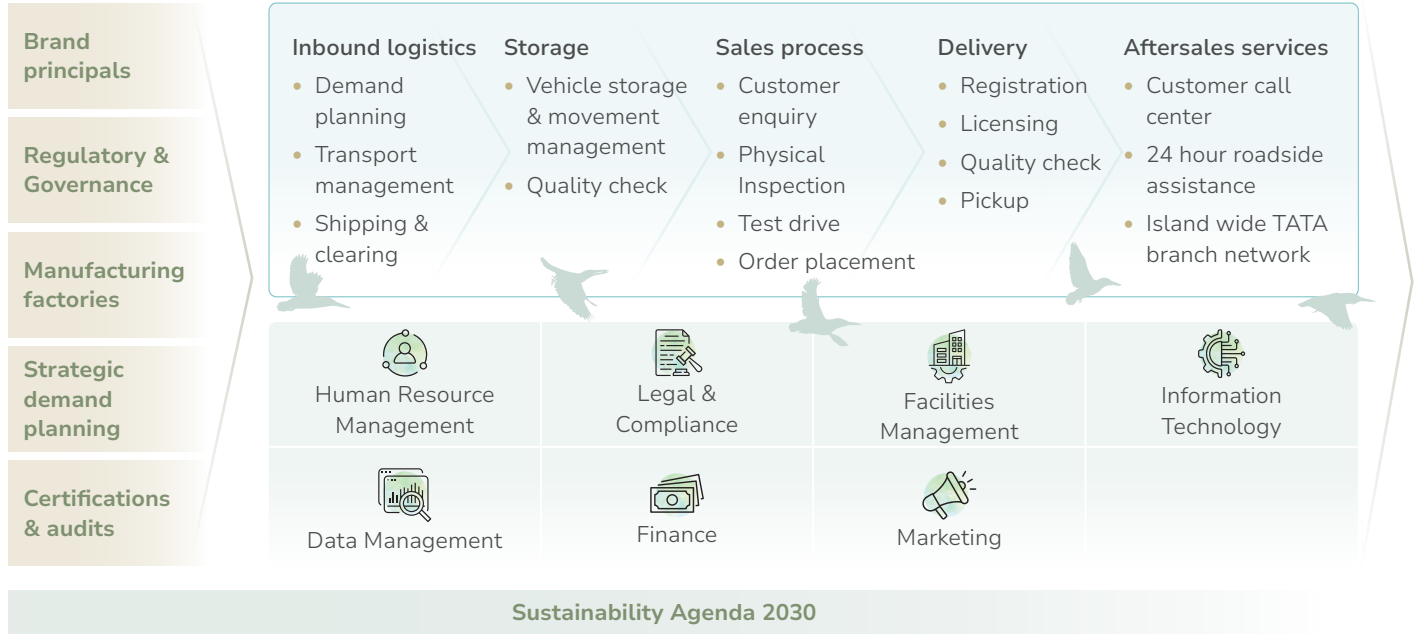 Brand
principals
Regulatory &
Governance
Manufacturing
factories
Strategic
demand
planning
Certifications
& audits
Inbound logistics
• Demand
planning
• Transport
management
• Shipping &
clearing
Storage
• Vehicle storage
& movement
management
• Quality check
Sales process
• Customer
enquiry
• Physical
Inspection
• Test drive
• Order placement
Delivery
• Registration
• Licensing
• Quality check
• Pickup
Aftersales services
• Customer call
center
• 24 hour roadside
assistance
• Island wide TATA
branch network
Human Resource
Management
Legal &
Compliance
Facilities
Management
Information
Technology
Data Management
Finance
Marketing
Sustainability Agenda 2030